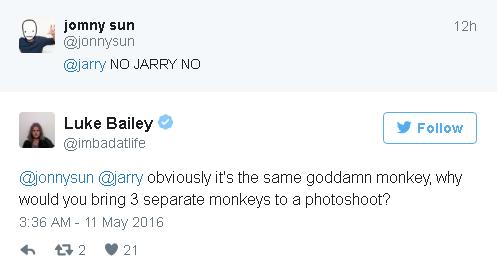 jomny sun
12h
@jonnysun
@jarry NO JARRY NO
Luke Bailey
Follow
@imbadatlife
@jonnysun @jarry obviously it's the same goddamn monkey, why
would you bring 3 separate monkeys to a photoshoot?
3:36 AM - 11 May 2016
2
21